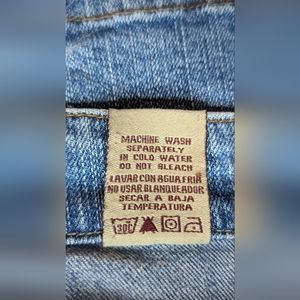 MACHINE WASH
SEPARATELY
IN COLD WATER
DO NOT BLEACH
LAVAR CON AGUA FRIA
NO USAR BLANQUEADOR
SECAR A BAJA
TEMPERATURA
30C